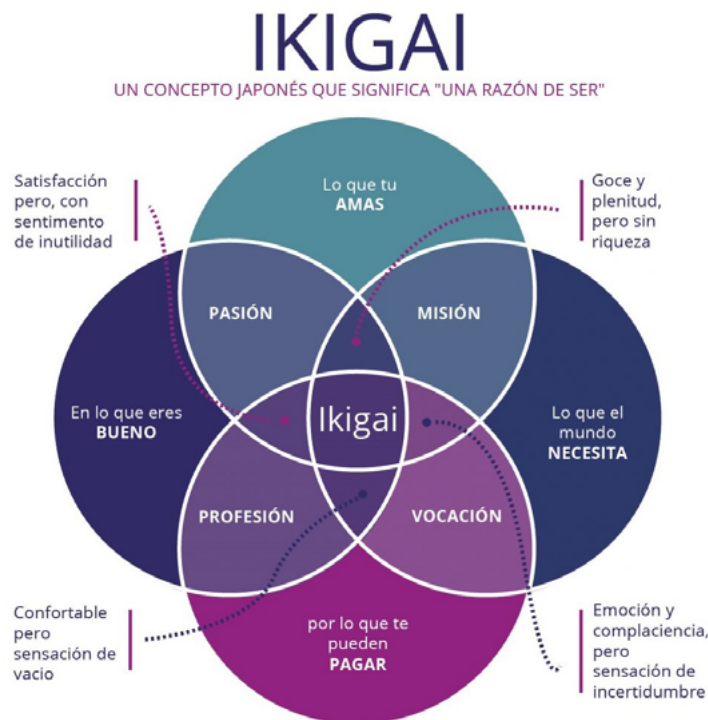 IKIGAI
UN CONCEPTO JAPONÉS QUE SIGNIFICA "UNA RAZÓN DE SER"
Satisfacción
pero, con
sentimento
de inutilidad
Lo que tu
AMAS
Goce y
plenitud,
pero sin
riqueza
PASIÓN
MISIÓN
En lo que eres
BUENO
Ikigai
Lo que el
mundo
NECESITA
PROFESIÓN
VOCACIÓN
Confortable
pero
sensación de
vacio
por lo que te
pueden
PAGAR
Emoción y
complaciencia,
pero
sensación de
incertidumbre